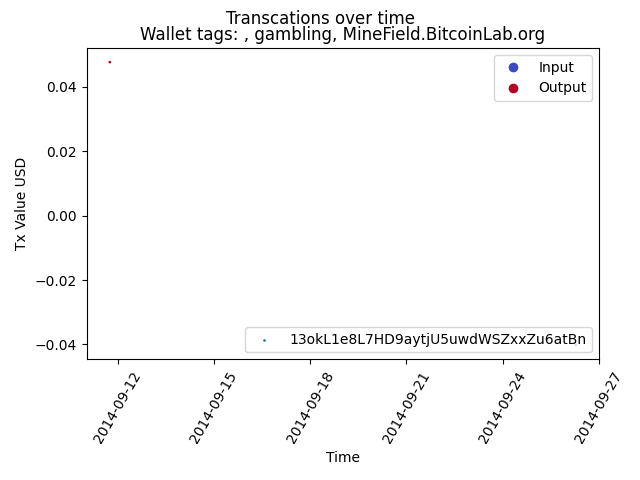 Transcations over time
Wallet tags: , gambling, MineField.BitcoinLab.org
Input
Output
0.04
0.02
0.00
−0.02
−0.04
Tx Value USD
13okL1e8L7HD9aytjU5uwdWSZxxZu6atBn
2014-09-12
2014-09-15
2014-09-18
2014-09-21
2014-09-24
2014-09-27
Time